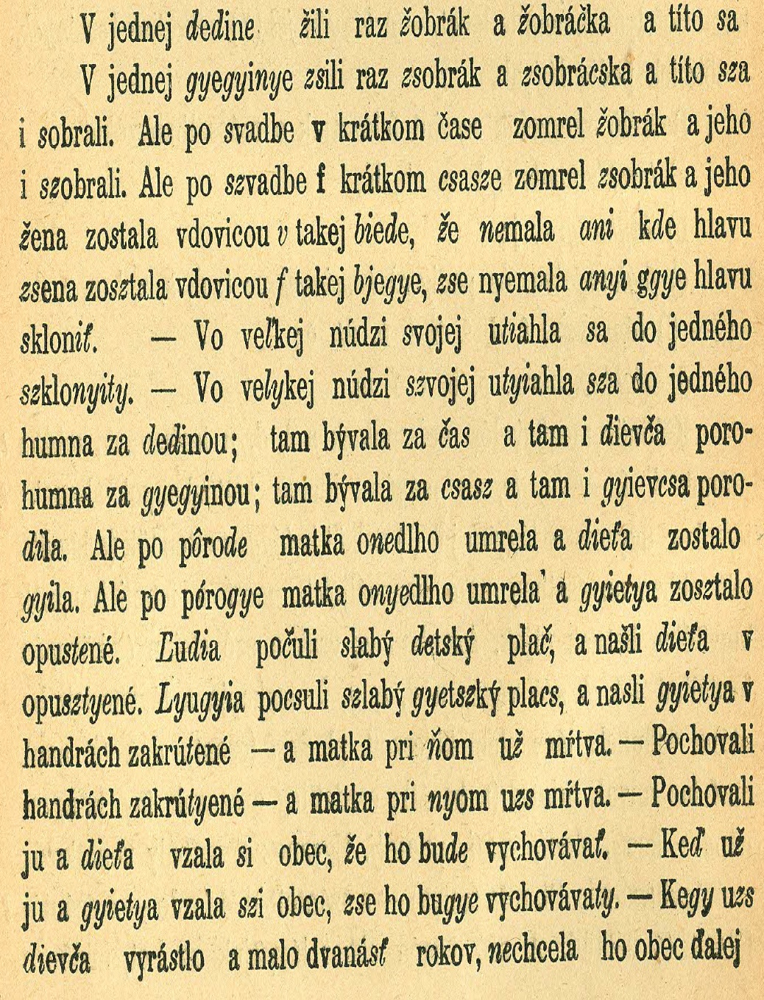 V jednej dedine žili raz žobrák a žobráčka a títo sa
V jednej gyegyinye zsili raz zsobrák a zsobrácska a títo sza
i sobrali. Ale po svadbe v krátkom čase zomrel žobrák a jeho
i szobrali. Ale po szvadbe f krátkom csasze zomrel zsobrák a jeho
žena zostala vdovicou v takej biede, že nemala ani kde hlavu
zsena zosztala vdovicou f takej bjegye, zse nyemala anyi ggye hlavu
skloniť. — Vo veľkej núdzi svojej utiahla sa do jedného
szklonyity. — Vo velykej núdzi szvojej utyiahla sza do jedného
humna za dedinou; tam bývala za čas a tam i dievča poro-
humna za gyegyinou; tam bývala za csasz a tam i gyievcsa poro-
dila. Ale po pôrode matka onedlho umrela a dieťa zostalo
gyila. Ale po pórogye matka onyedlho umrela a gyietya zosztalo
opustené. Ľudia počuli slabý detský plač, a našli dieťa v
opusztyené. Lyugyia pocsuli szlabý gyetszký placs, a nasli gyietya v
handrách zakrútené — a matka pri ňom už mŕtva. — Pochovali
handrách zakrútyené — a matka pri nyom uzs mŕtva. — Pochovali
ju a dieťa vzala si obec, že ho bude vychovávať. — Keď už
ju a gyietya vzala szi obec, zse ho bugye vychovávaty. — Kegy uzs
dievča vyrástlo a malo dvanásť rokov, nechcela ho obec ďalej